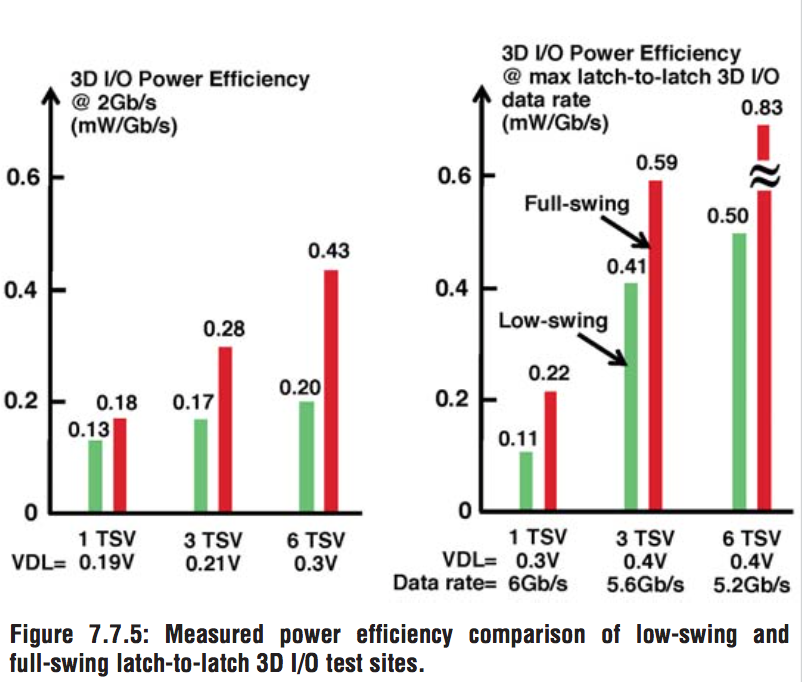 3D I/O Power Efficiency
@ 2Gb/s
(mW/Gb/s)
0.6
0.4
0.2
0
0.13
0.18
0.17
0.28
0.20
0.43
1 TSV
3 TSV
6 TSV
VDL= 0.19V
0.21V
0.3V
3D I/O Power Efficiency
@ max latch-to-latch 3D I/O
data rate
(mW/Gb/s)
0.6
0.4
0.2
0
0.11
0.22
0.41
0.59
0.50
0.83
Full-swing
Low-swing
1 TSV
3 TSV
6 TSV
VDL= 0.3V
0.4V
0.4V
Data rate= 6Gb/s
5.6Gb/s
5.2Gb/s
Figure 7.7.5: Measured power efficiency comparison of low-swing and
full-swing latch-to-latch 3D I/O test sites.